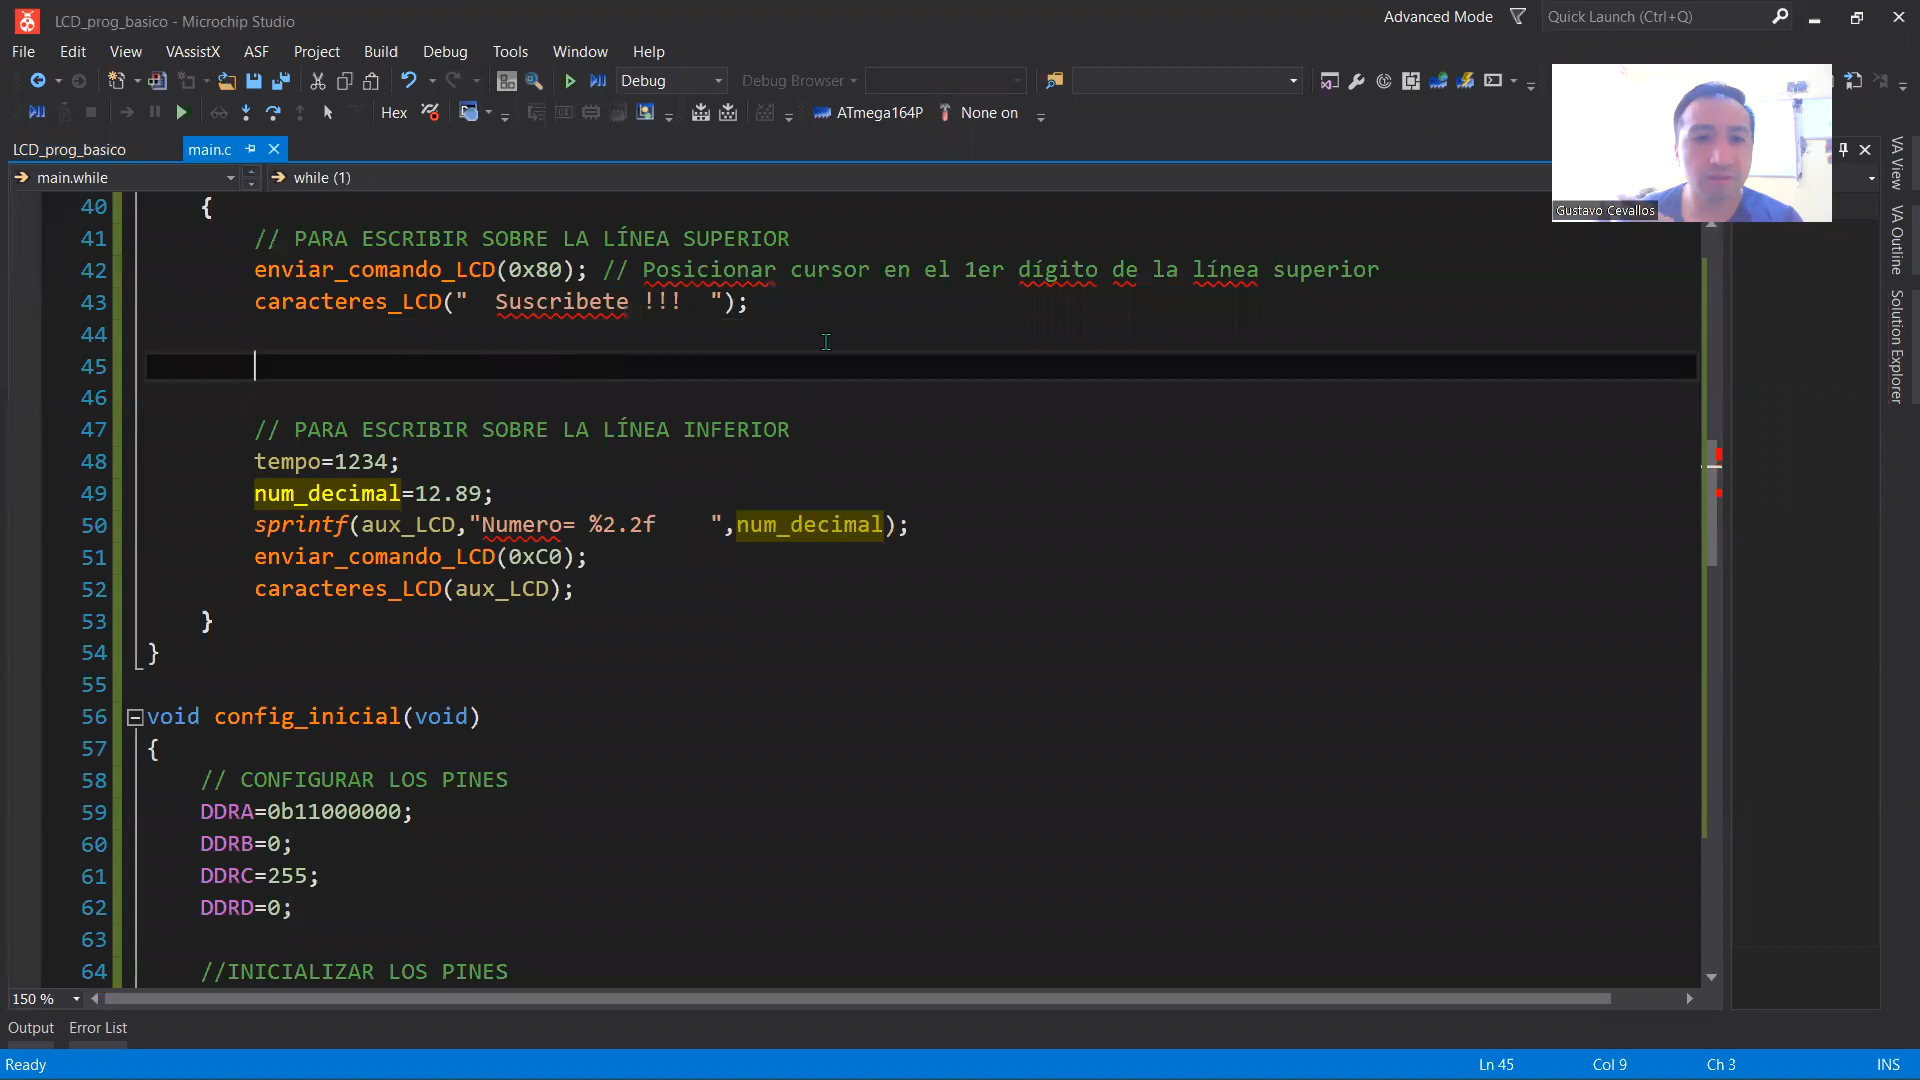 LCD_prog_basico - Microchip Studio
Advanced Mode
Quick Launch (Ctrl+Q)
File Edit View VAssistX ASF Project Build Debug Tools Window Help
Debug
Debug Browser
Hex
ATmega164P
None on
LCD_prog_basico
main.c
main.while
while (1)
Gustavo Cevallos
VA View
VA Outline
Solution Explorer
40 {
41 // PARA ESCRIBIR SOBRE LA LÍNEA SUPERIOR
42 enviar_comando_LCD(0x80); // Posicionar cursor en el 1er dígito de la línea superior
43 caracteres_LCD("  Suscribete !!!  ");
44
45
46
47 // PARA ESCRIBIR SOBRE LA LÍNEA INFERIOR
48 tempo=1234;
49 num_decimal=12.89;
50 sprintf(aux_LCD,"Numero= %2.2f    ",num_decimal);
51 enviar_comando_LCD(0xC0);
52 caracteres_LCD(aux_LCD);
53 }
54 }
55
56 void config_inicial(void)
57 {
58 // CONFIGURAR LOS PINES
59 DDRA=0b11000000;
60 DDRB=0;
61 DDRC=255;
62 DDRD=0;
63
64 //INICIALIZAR LOS PINES
150 %
Output Error List
Ready
Ln 45 Col 9 Ch 3 INS